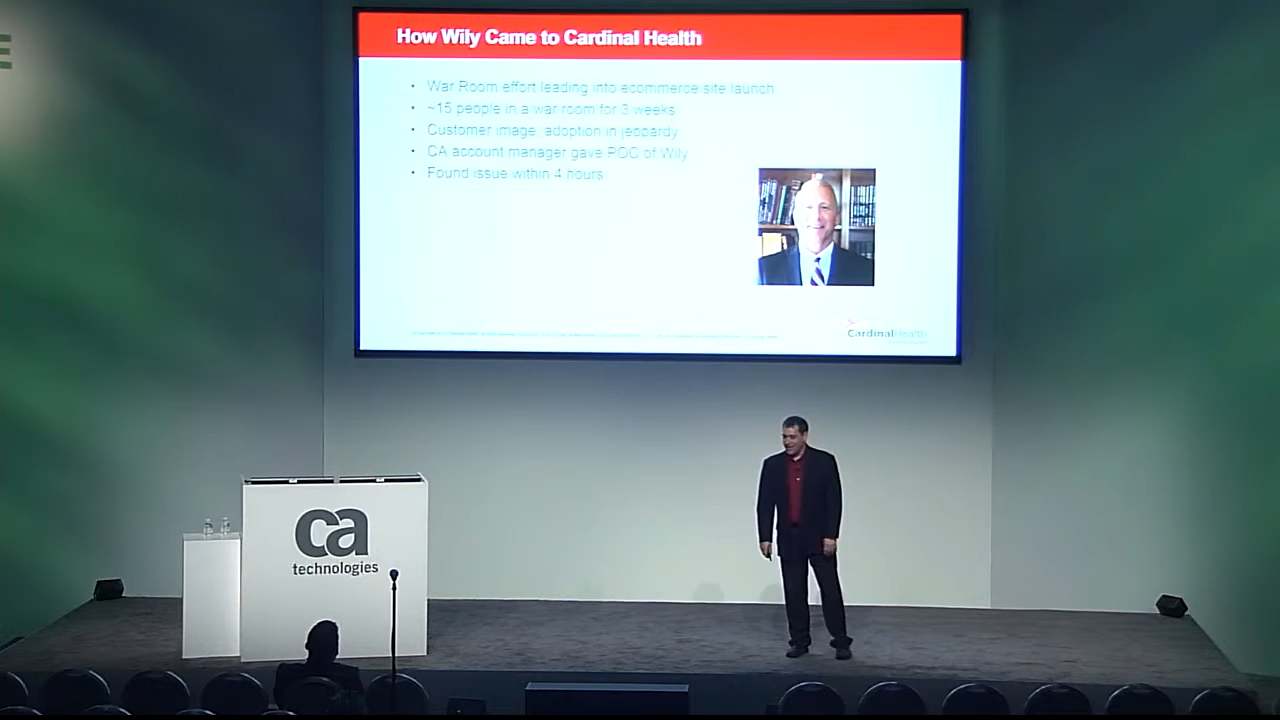 How Wily Came to Cardinal Health
• War Room effort leading into ecommerce site launch
• ~15 people in a war room for 3 weeks
• Customer image, adoption in jeopardy
• CA account manager gave POC of Wily
• Found issue within 4 hours
CardinalHealth
ca
technologies
E